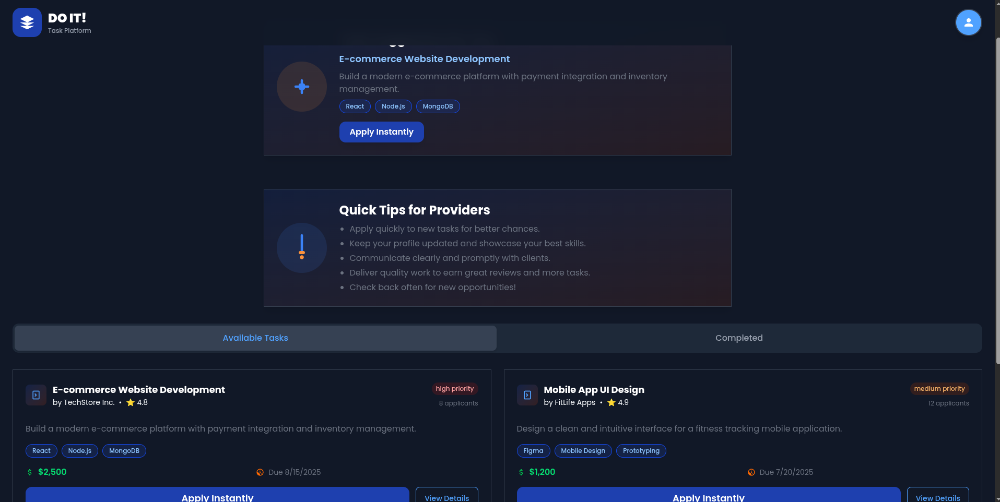 DO IT!
Task Platform
E-commerce Website Development
Build a modern e-commerce platform with payment integration and inventory
management.
React Node.js MongoDB
Apply Instantly
Quick Tips for Providers
• Apply quickly to new tasks for better chances.
• Keep your profile updated and showcase your best skills.
• Communicate clearly and promptly with clients.
• Deliver quality work to earn great reviews and more tasks.
• Check back often for new opportunities!
Available Tasks
Completed
E-commerce Website Development
high priority
by TechStore Inc. • ⭐ 4.8
8 applicants
Build a modern e-commerce platform with payment integration and inventory management.
React Node.js MongoDB
$ $2,500
Due 8/15/2025
Apply Instantly
View Details
Mobile App UI Design
medium priority
by FitLife Apps • ⭐ 4.9
12 applicants
Design a clean and intuitive interface for a fitness tracking mobile application.
Figma Mobile Design Prototyping
$ $1,200
Due 7/20/2025
Apply Instantly
View Details